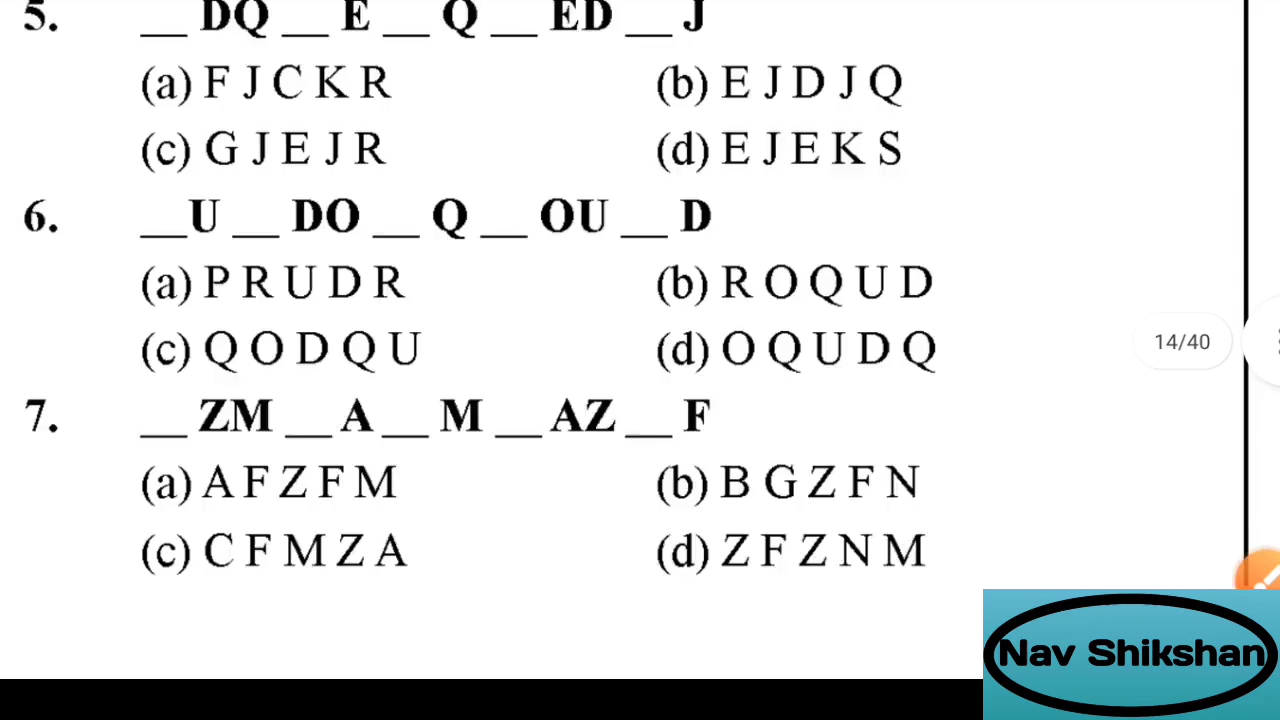 5. __ DQ __ E __ Q __ ED __ J
(a) F J C K R (b) E J D J Q
(c) G J E J R (d) E J E K S
6. __U __ DO __ Q __ OU __ D
(a) P R U D R (b) R O Q U D
(c) Q O D Q U (d) O Q U D Q
14/40
7. __ ZM __ A __ M __ AZ __ F
(a) A F Z F M (b) B G Z F N
(c) C F M Z A (d) Z F Z N M
Nav Shikshan